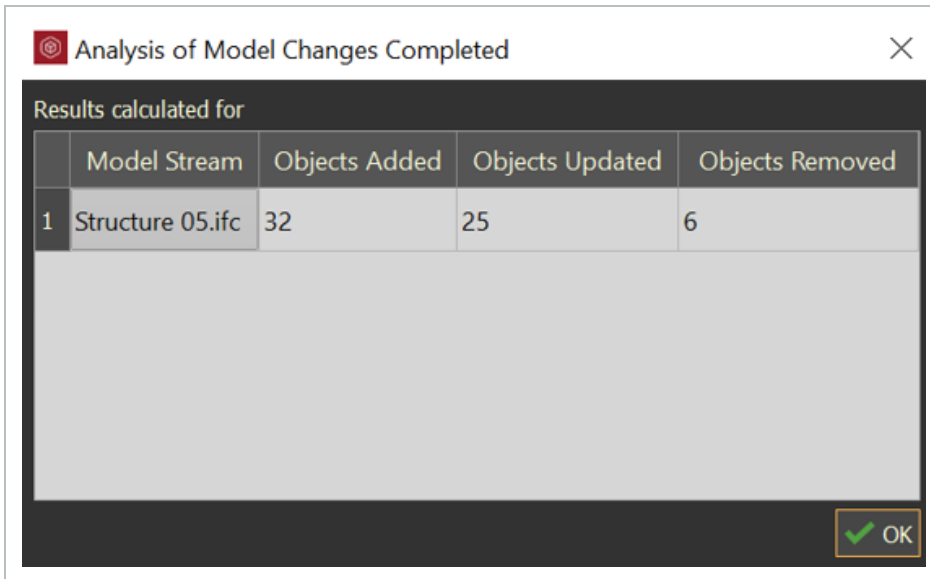 Analysis of Model Changes Completed
Results calculated for
Model Stream Objects Added Objects Updated Objects Removed
1 Structure 05.ifc 32 25 6
OK